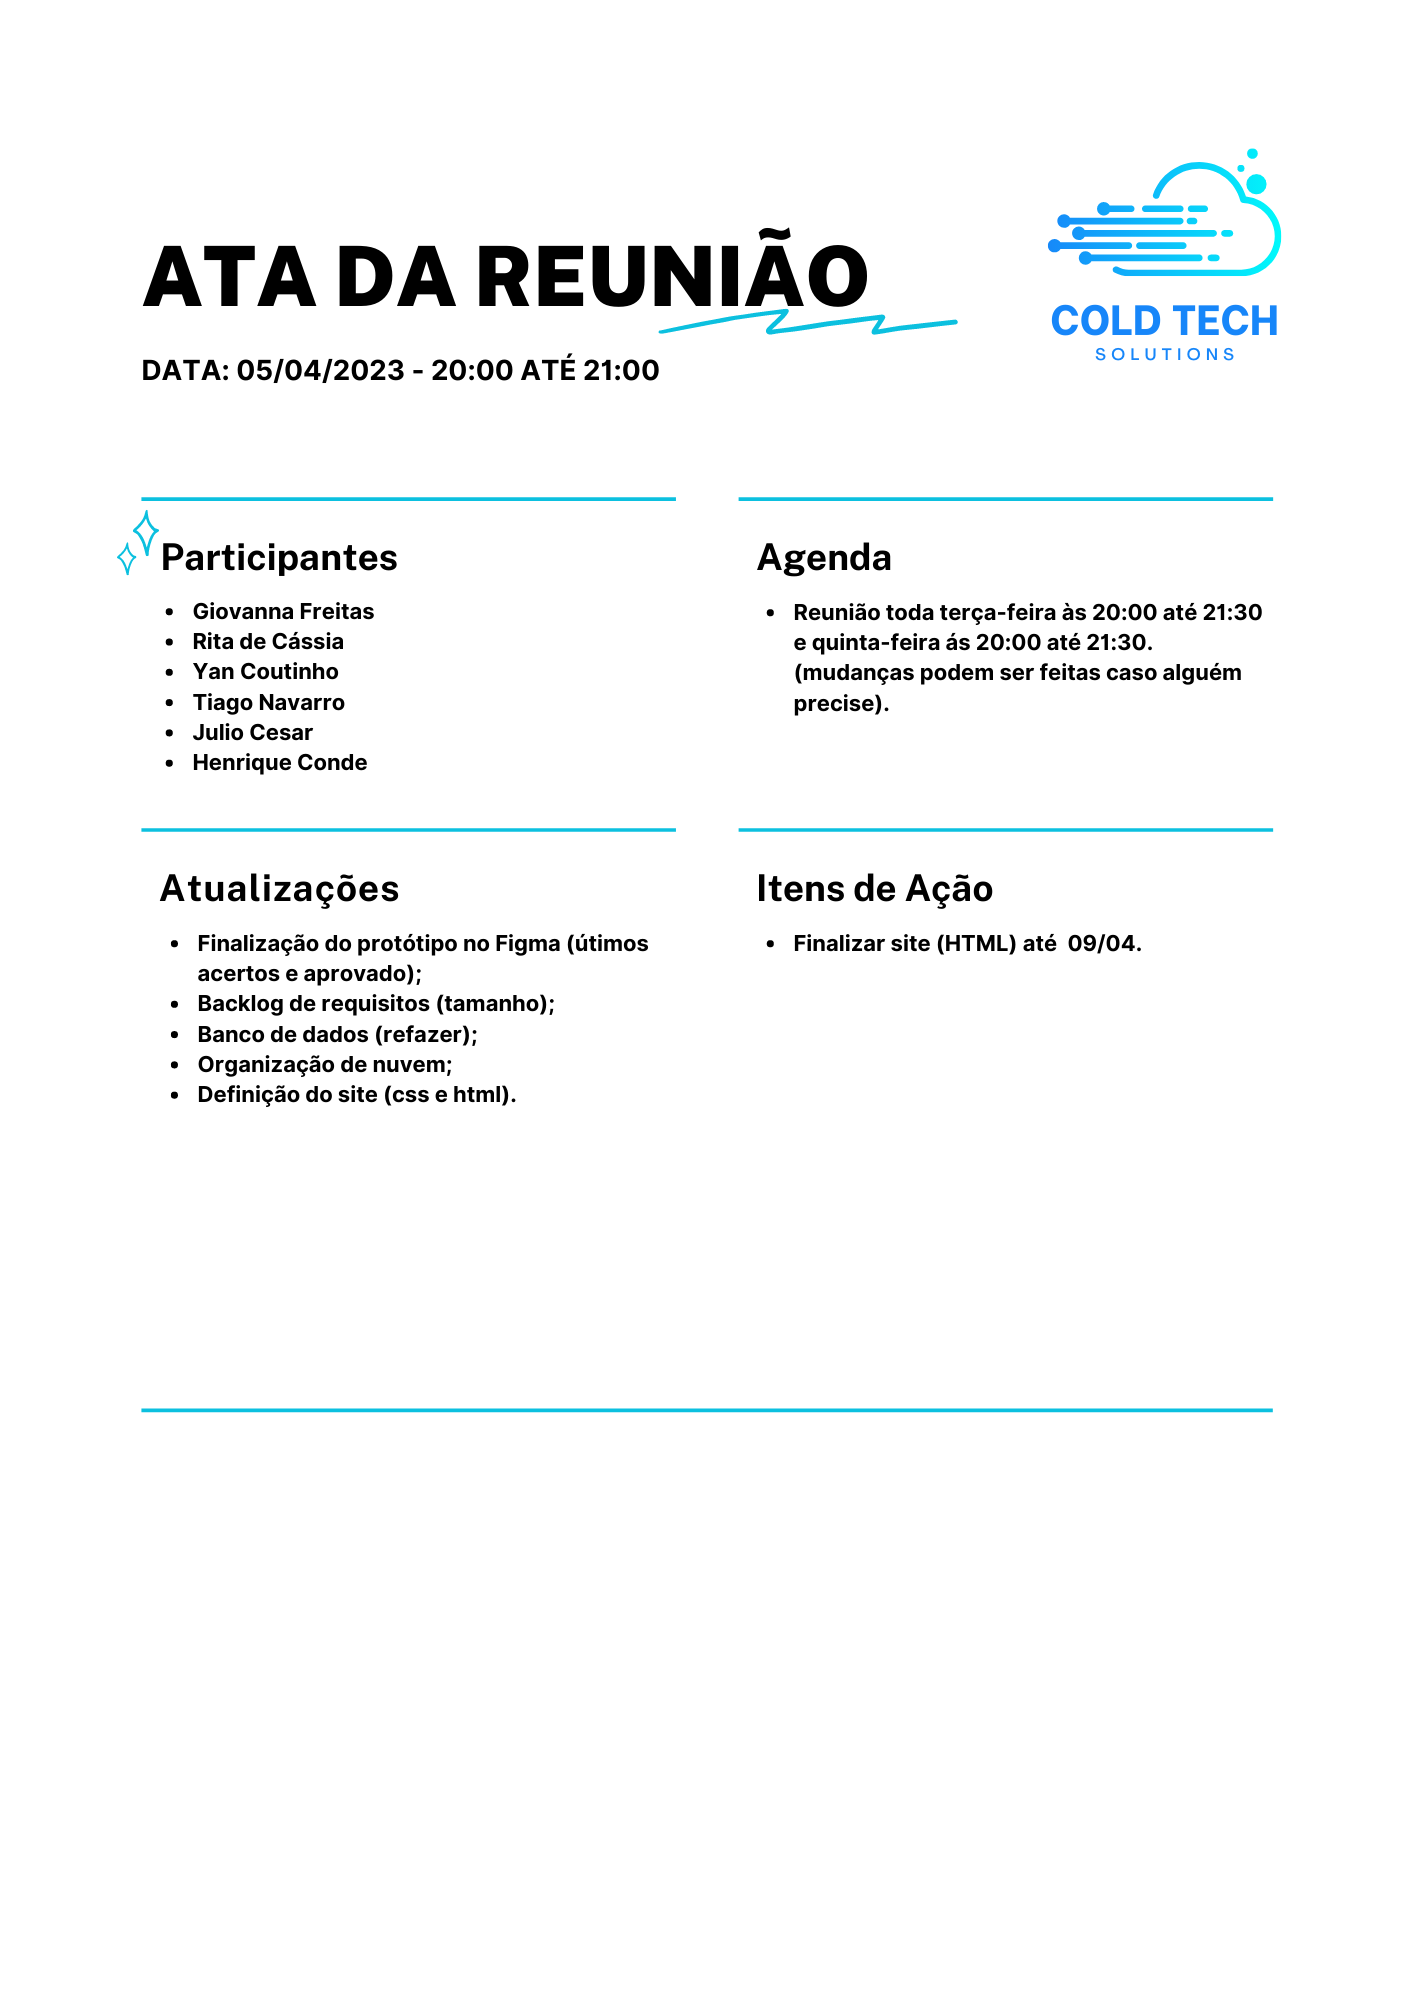 ATA DA REUNIÃO
COLD TECH
SOLUTIONS
DATA: 05/04/2023 - 20:00 ATÉ 21:00
Participantes
• Giovanna Freitas
• Rita de Cássia
• Yan Coutinho
• Tiago Navarro
• Julio Cesar
• Henrique Conde
Agenda
• Reunião toda terça-feira às 20:00 até 21:30
e quinta-feira ás 20:00 até 21:30.
(mudanças podem ser feitas caso alguém
precise).
Atualizações
• Finalização do protótipo no Figma (útimos
acertos e aprovado);
• Backlog de requisitos (tamanho);
• Banco de dados (refazer);
• Organização de nuvem;
• Definição do site (css e html).
Itens de Ação
• Finalizar site (HTML) até  09/04.